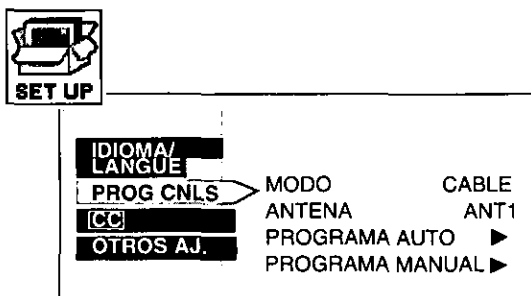 SET UP
IDIOMA/
LANGUE
PROG CNLS
CC
OTROS AJ.
MODO CABLE
ANTENA ANT1
PROGRAMA AUTO ▶
PROGRAMA MANUAL ▶